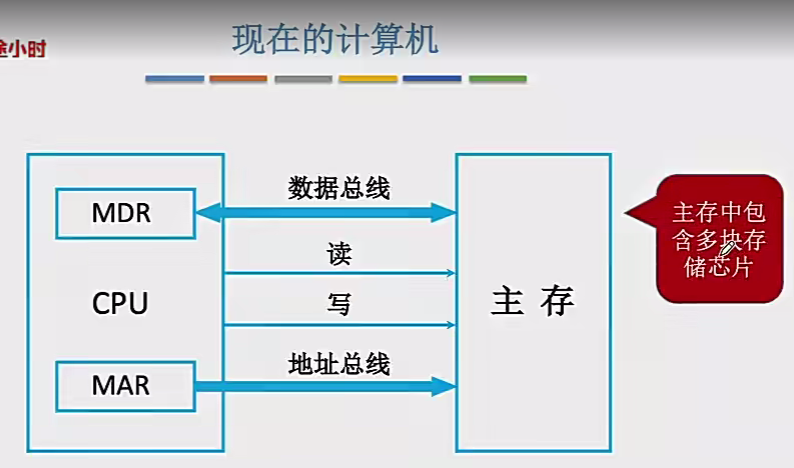 现在的计算机
途小时
数据总线
MDR
读
CPU
写
主存
地址总线
MAR
主存中包
含多块存
储芯片